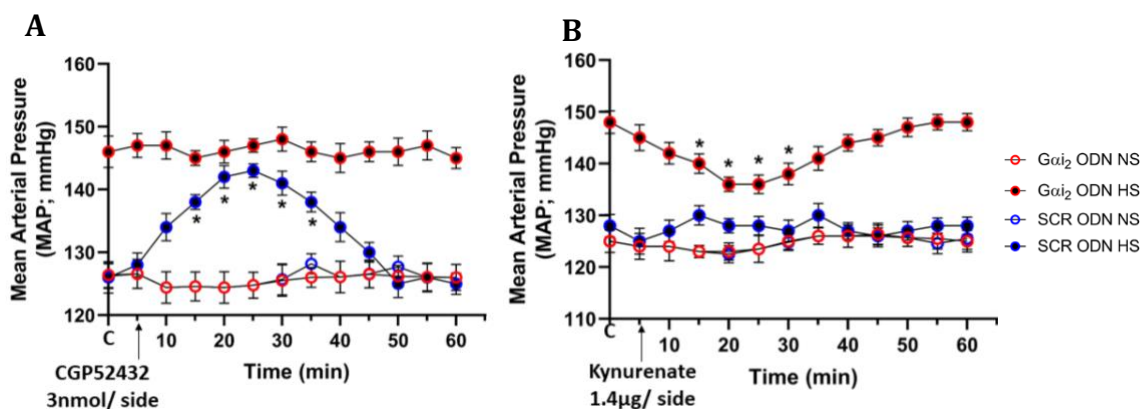 A
B
Mean Arterial Pressure
(MAP; mmHg)
160
150
140
130
120
C
10
20
30
40
50
60
*
*
*
*
*
Time (min)
CGP52432
3nmol/ side
Mean Arterial Pressure
(MAP; mmHg)
160
150
140
130
120
110
C
10
20
30
40
50
60
*
*
*
*
Time (min)
Kynurenate
1.4µg/ side
Gαi₂ ODN NS
Gαi₂ ODN HS
SCR ODN NS
SCR ODN HS